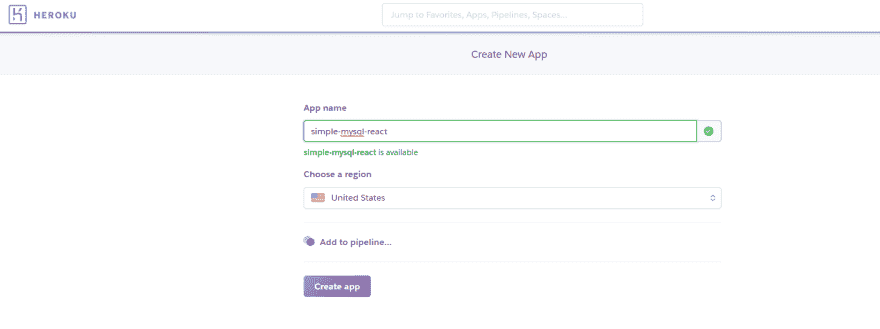 HEROKU
Jump to Favorites, Apps, Pipelines, Spaces...
Create New App
App name
simple-mysql-react
simple-mysql-react is available
Choose a region
United States
Add to pipeline...
Create app